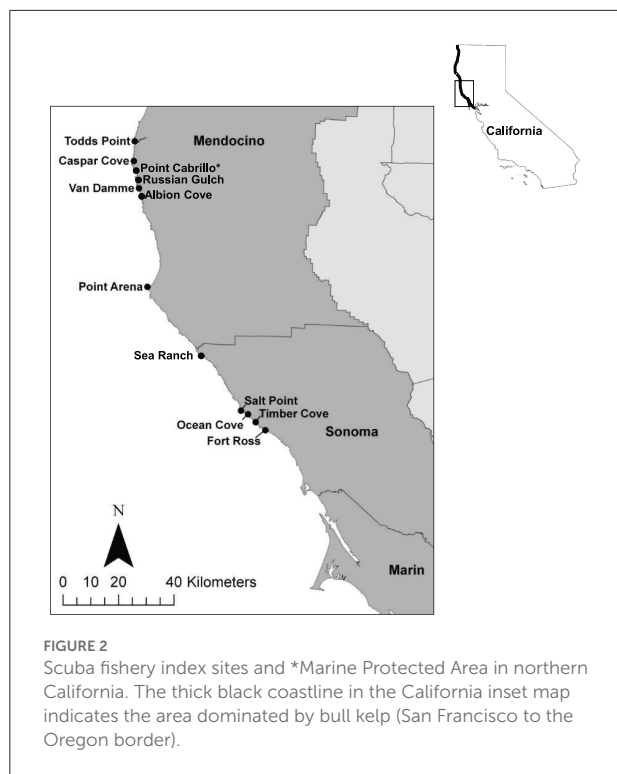 California
Todds Point
Mendocino
Caspar Cove
Point Cabrillo*
Russian Gulch
Van Damme
Albion Cove
Point Arena
Sea Ranch
Salt Point
Ocean Cove
Timber Cove
Fort Ross
Sonoma
Marin
N
0 10 20 40 Kilometers
FIGURE 2
Scuba fishery index sites and *Marine Protected Area in northern
California. The thick black coastline in the California inset map
indicates the area dominated by bull kelp (San Francisco to the
Oregon border).